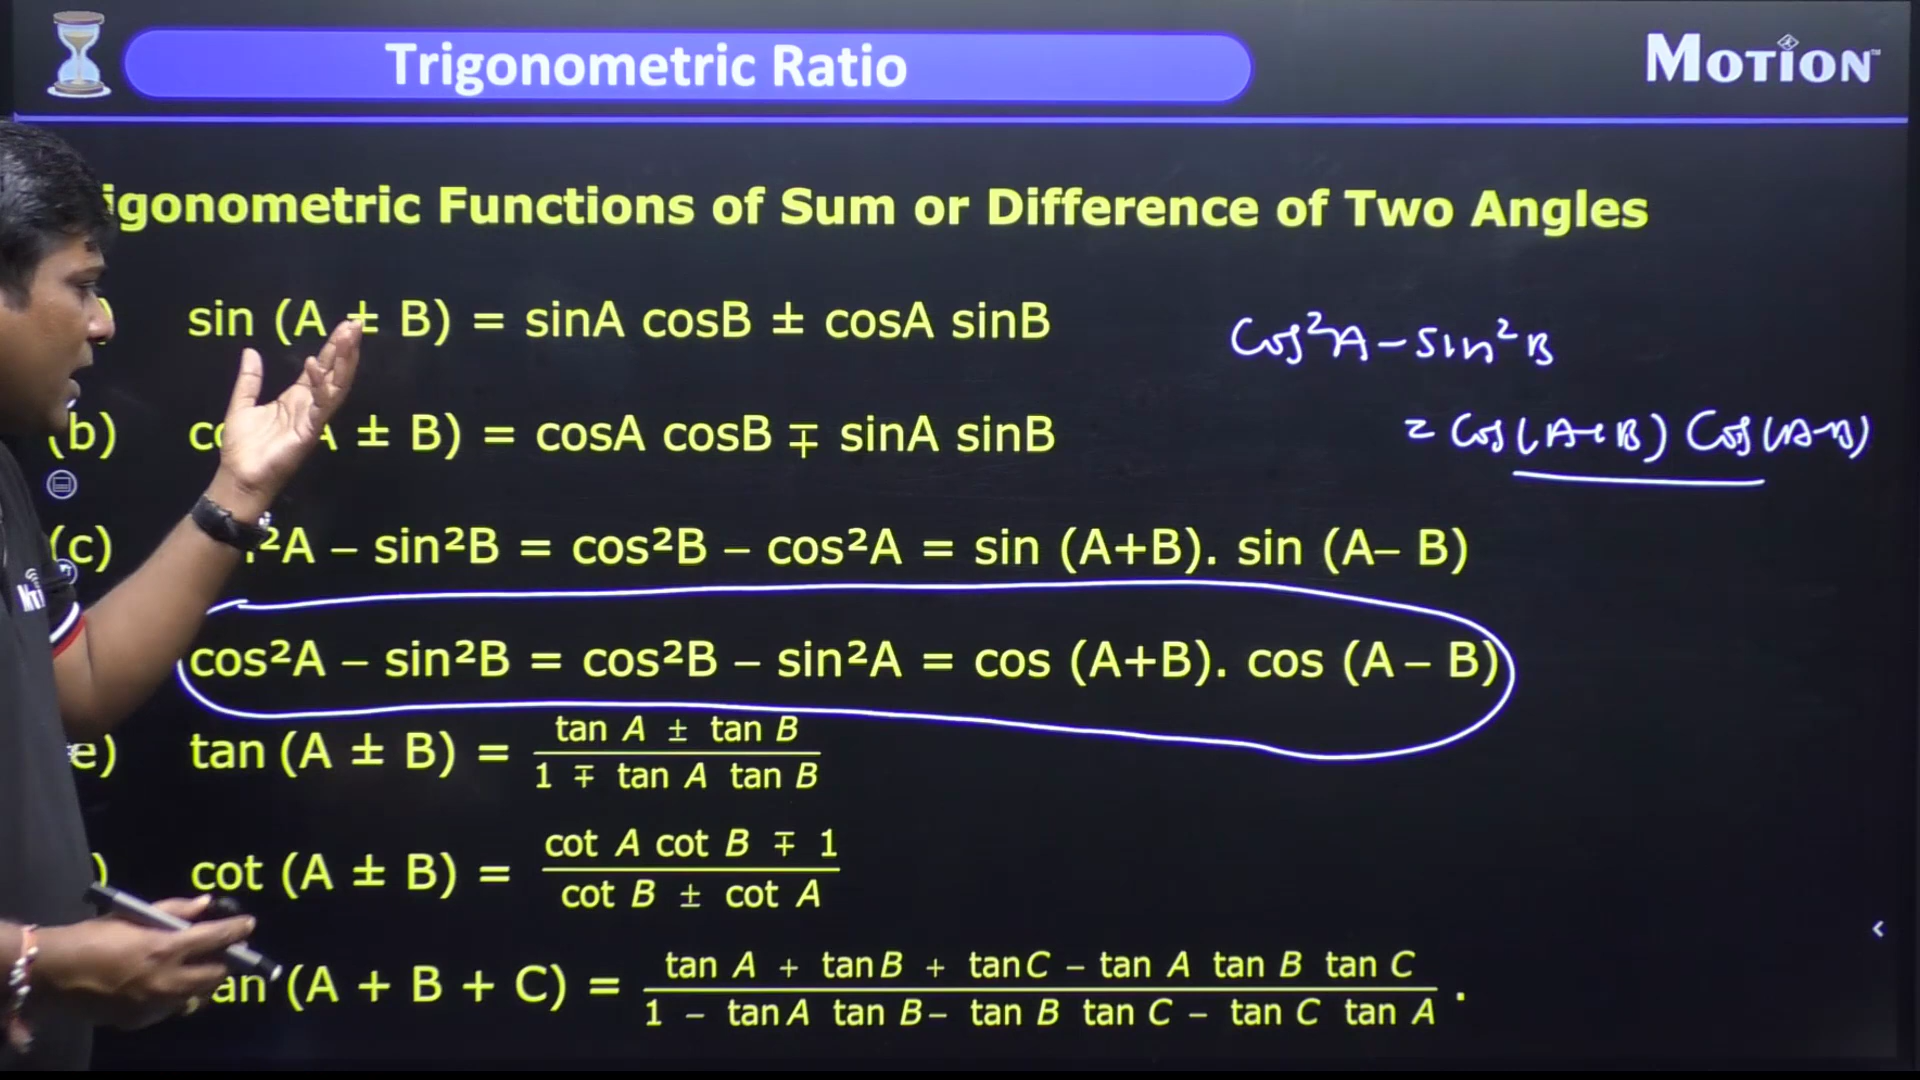 Trigonometric Ratio
MOTION™
igonometric Functions of Sum or Difference of Two Angles
sin (A ± B) = sinA cosB ± cosA sinB
cos²A – sin²B
(b) ± B) = cosA cosB ∓ sinA sinB
= cos(A+B) cos(A-B)
(c) ²A – sin²B = cos²B – cos²A = sin (A+B). sin (A– B)
cos²A – sin²B = cos²B – sin²A = cos (A+B). cos (A – B)
e) tan (A ± B) = tan A ± tan B / 1 ∓ tan A tan B
) cot (A ± B) = cot A cot B ∓ 1 / cot B ± cot A
an (A + B + C) = tan A + tan B + tan C – tan A tan B tan C / 1 – tan A tan B – tan B tan C – tan C tan A .